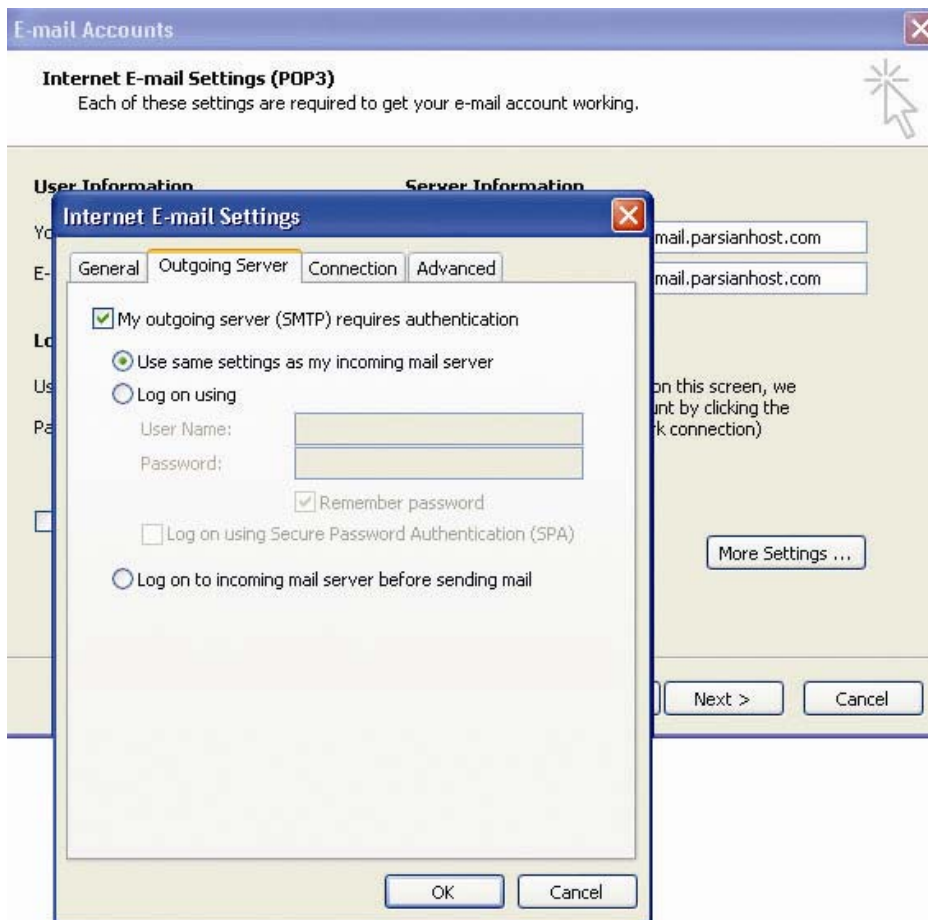 E-mail Accounts
Internet E-mail Settings (POP3)
Each of these settings are required to get your e-mail account working.
User Information
Server Information
Internet E-mail Settings
mail.parsianhost.com
E-
mail.parsianhost.com
General
Outgoing Server
Connection
Advanced
My outgoing server (SMTP) requires authentication
Use same settings as my incoming mail server
Log on using
on this screen, we
by clicking the
connection)
User Name:
Password:
Remember password
Log on using Secure Password Authentication (SPA)
More Settings ...
Log on to incoming mail server before sending mail
Next >
Cancel
OK
Cancel